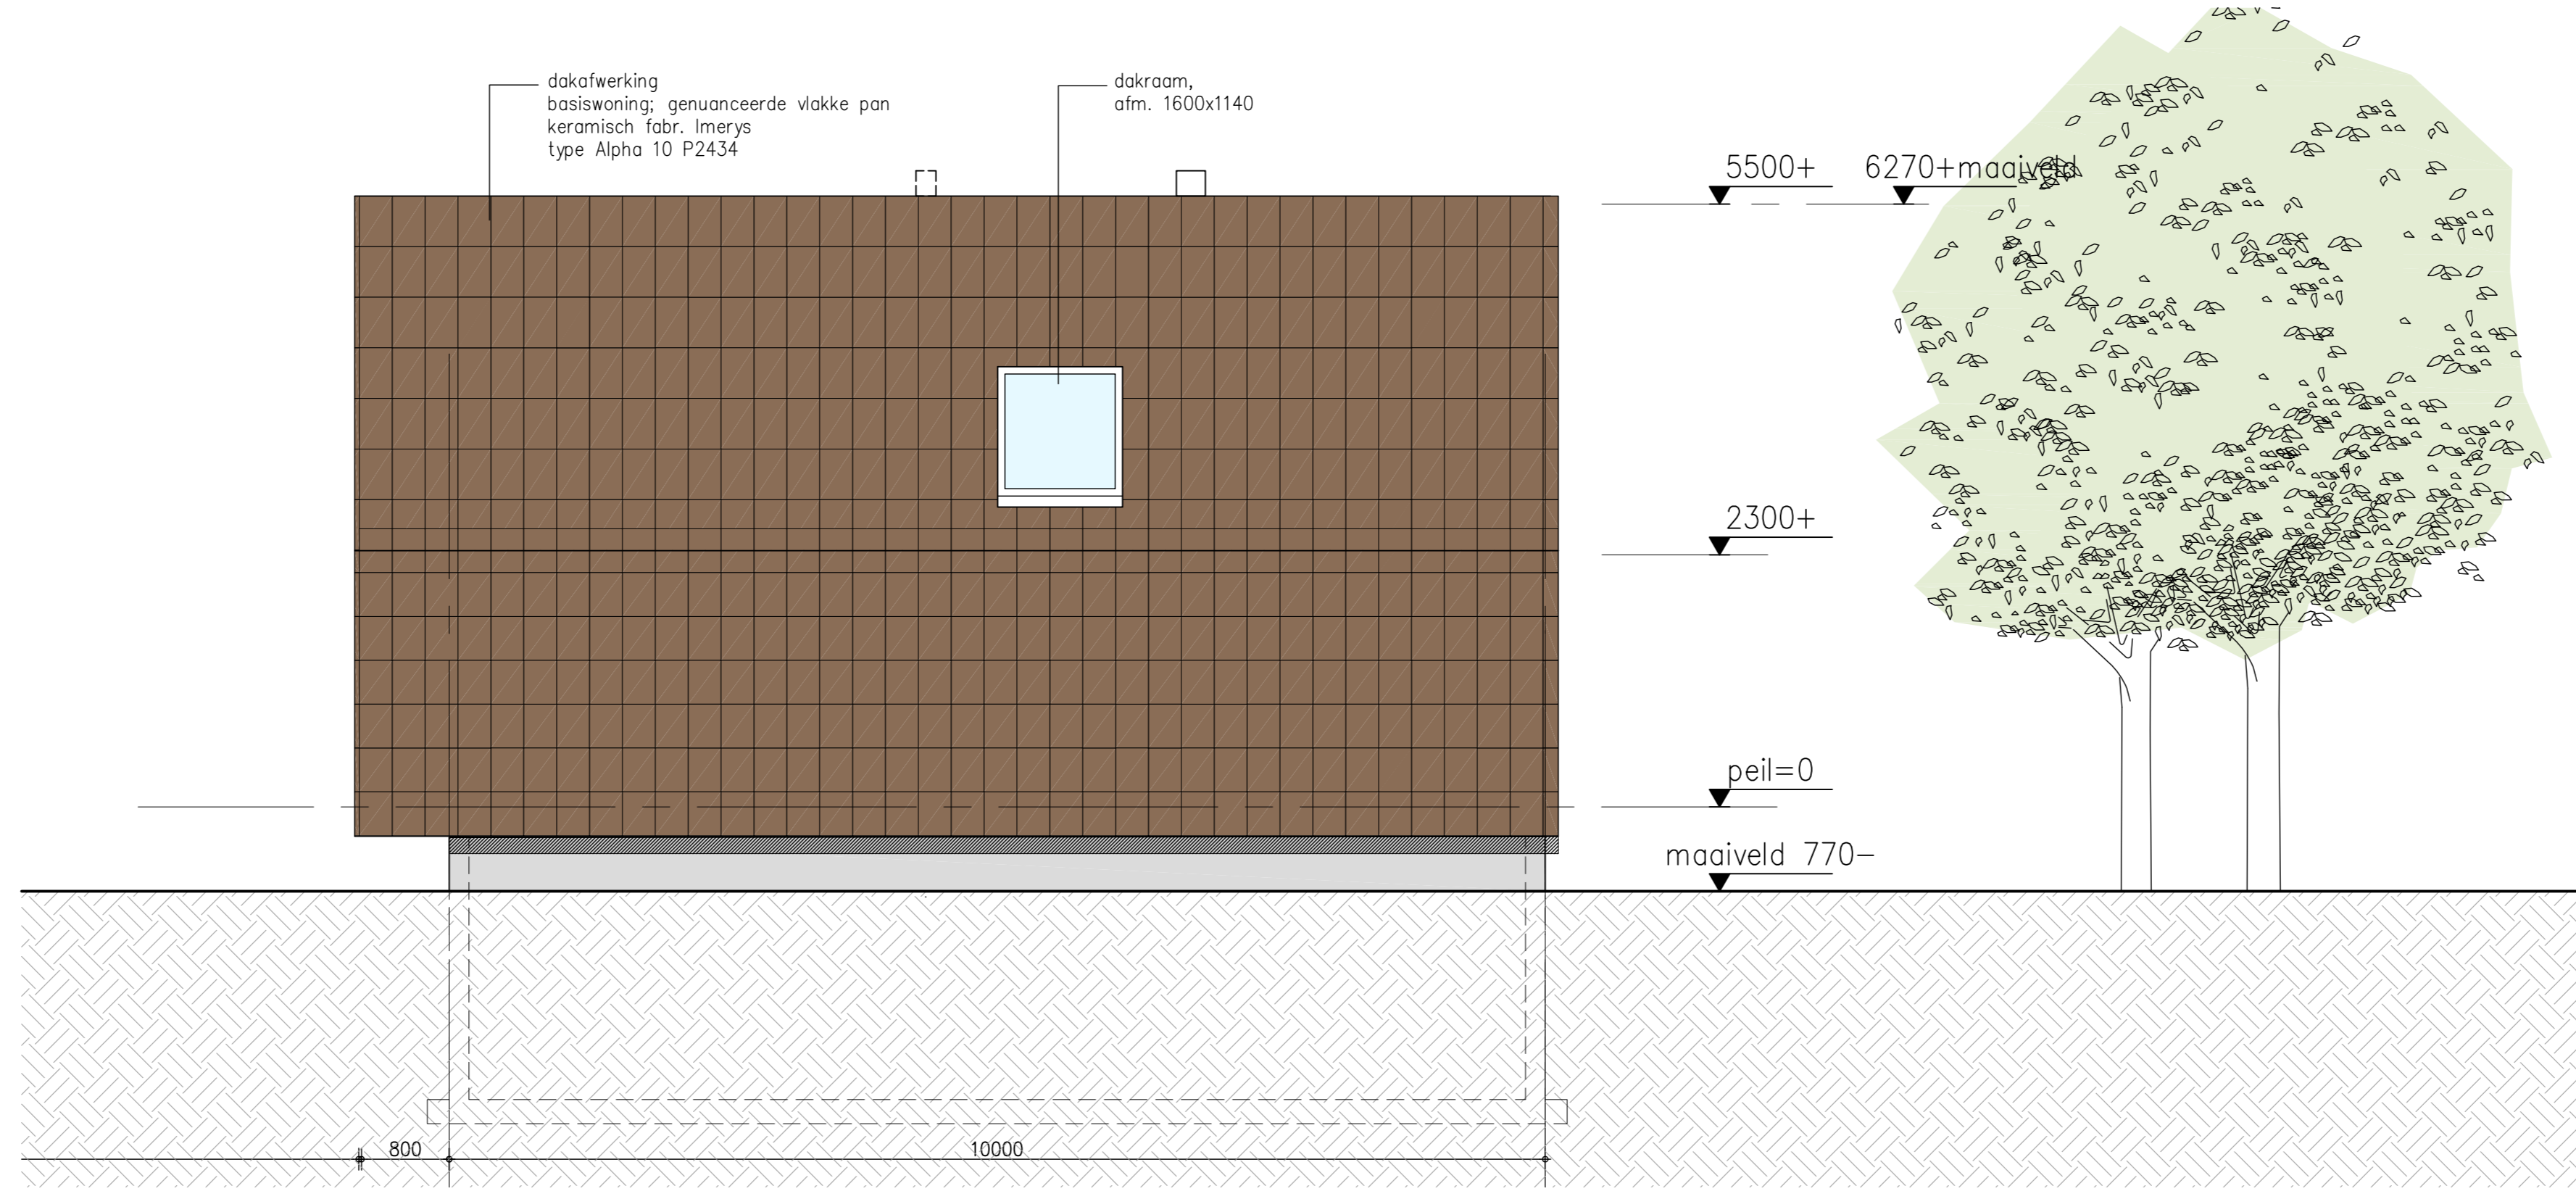 dakafwerking
basiswoning; genuanceerde vlakke pan
keramisch fabr. Imerys
type Alpha 10 P2434
dakraam,
afm. 1600x1140
5500+
6270+maaiveld
2300+
peil=0
maaiveld 770-
800
10000